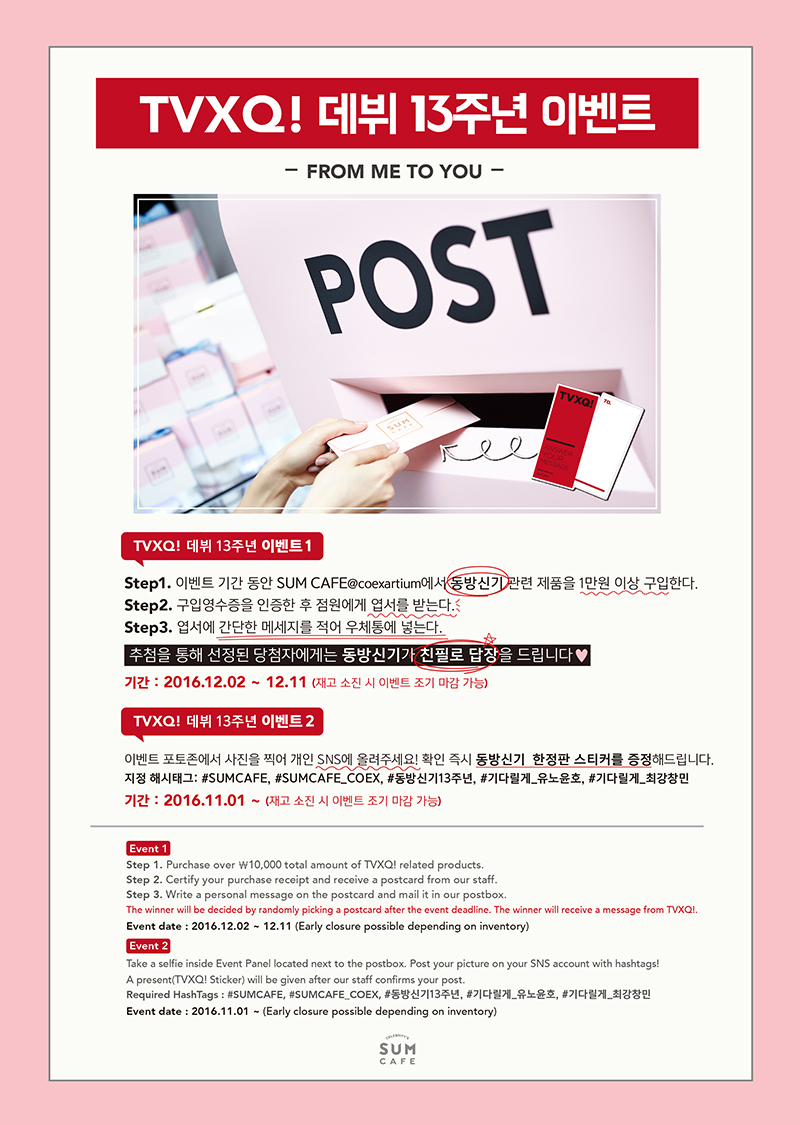 TVXQ! 데뷔 13주년 이벤트
– FROM ME TO YOU –
POST
SUM
CAFE
TVXQ!
TO.
TVXQ! 데뷔 13주년 이벤트 1
Step1. 이벤트 기간 동안 SUM CAFE@coexartium에서 동방신기 관련 제품을 1만원 이상 구입한다.
Step2. 구입영수증을 인증한 후 점원에게 엽서를 받는다.
Step3. 엽서에 간단한 메세지를 적어 우체통에 넣는다.
추첨을 통해 선정된 당첨자에게는 동방신기가 친필로 답장을 드립니다♥
기간 : 2016.12.02 ~ 12.11 (재고 소진 시 이벤트 조기 마감 가능)
TVXQ! 데뷔 13주년 이벤트 2
이벤트 포토존에서 사진을 찍어 개인 SNS에 올려주세요! 확인 즉시 동방신기 한정판 스티커를 증정해드립니다.
지정 해시태그: #SUMCAFE, #SUMCAFE_COEX, #동방신기13주년, #기다릴게_유노윤호, #기다릴게_최강창민
기간 : 2016.11.01 ~ (재고 소진 시 이벤트 조기 마감 가능)
Event 1
Step 1. Purchase over ₩10,000 total amount of TVXQ! related products.
Step 2. Certify your purchase receipt and receive a postcard from our staff.
Step 3. Write a personal message on the postcard and mail it in our postbox.
The winner will be decided by randomly picking a postcard after the event deadline. The winner will receive a message from TVXQ!.
Event date : 2016.12.02 ~ 12.11 (Early closure possible depending on inventory)
Event 2
Take a selfie inside Event Panel located next to the postbox. Post your picture on your SNS account with hashtags!
A present(TVXQ! Sticker) will be given after our staff confirms your post.
Required HashTags : #SUMCAFE, #SUMCAFE_COEX, #동방신기13주년, #기다릴게_유노윤호, #기다릴게_최강창민
Event date : 2016.11.01 ~ (Early closure possible depending on inventory)
SUM
CAFE